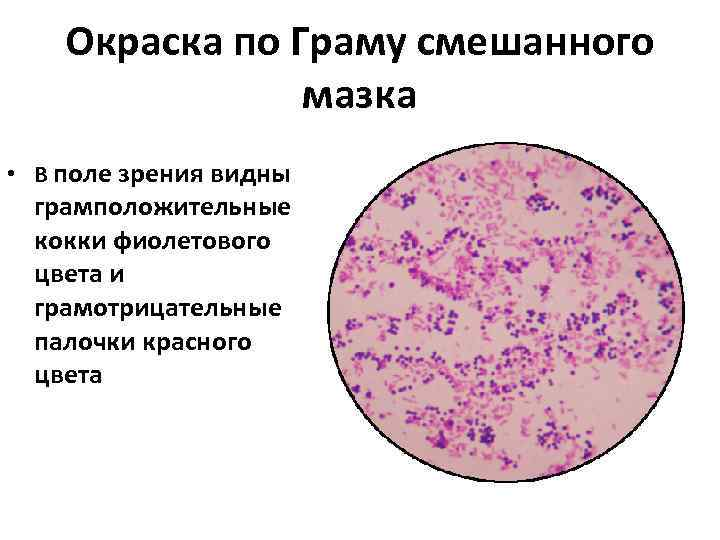 Окраска по Граму смешанного
мазка
• В поле зрения видны
грамположительные
кокки фиолетового
цвета и
грамотрицательные
палочки красного
цвета